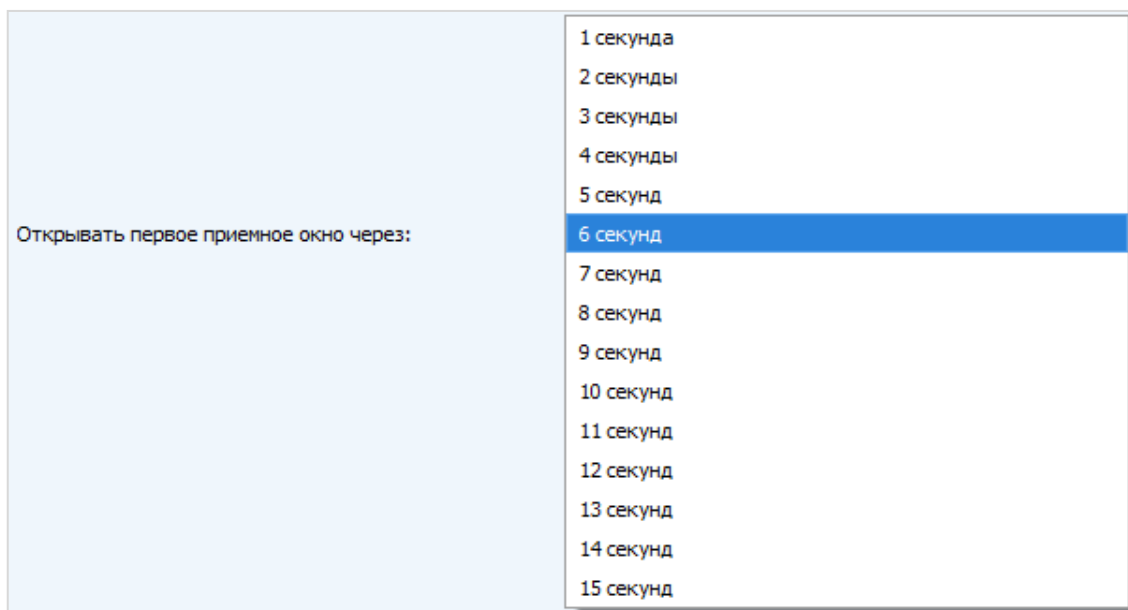 Открывать первое приемное окно через:
1 секунда
2 секунды
3 секунды
4 секунды
5 секунд
6 секунд
7 секунд
8 секунд
9 секунд
10 секунд
11 секунд
12 секунд
13 секунд
14 секунд
15 секунд